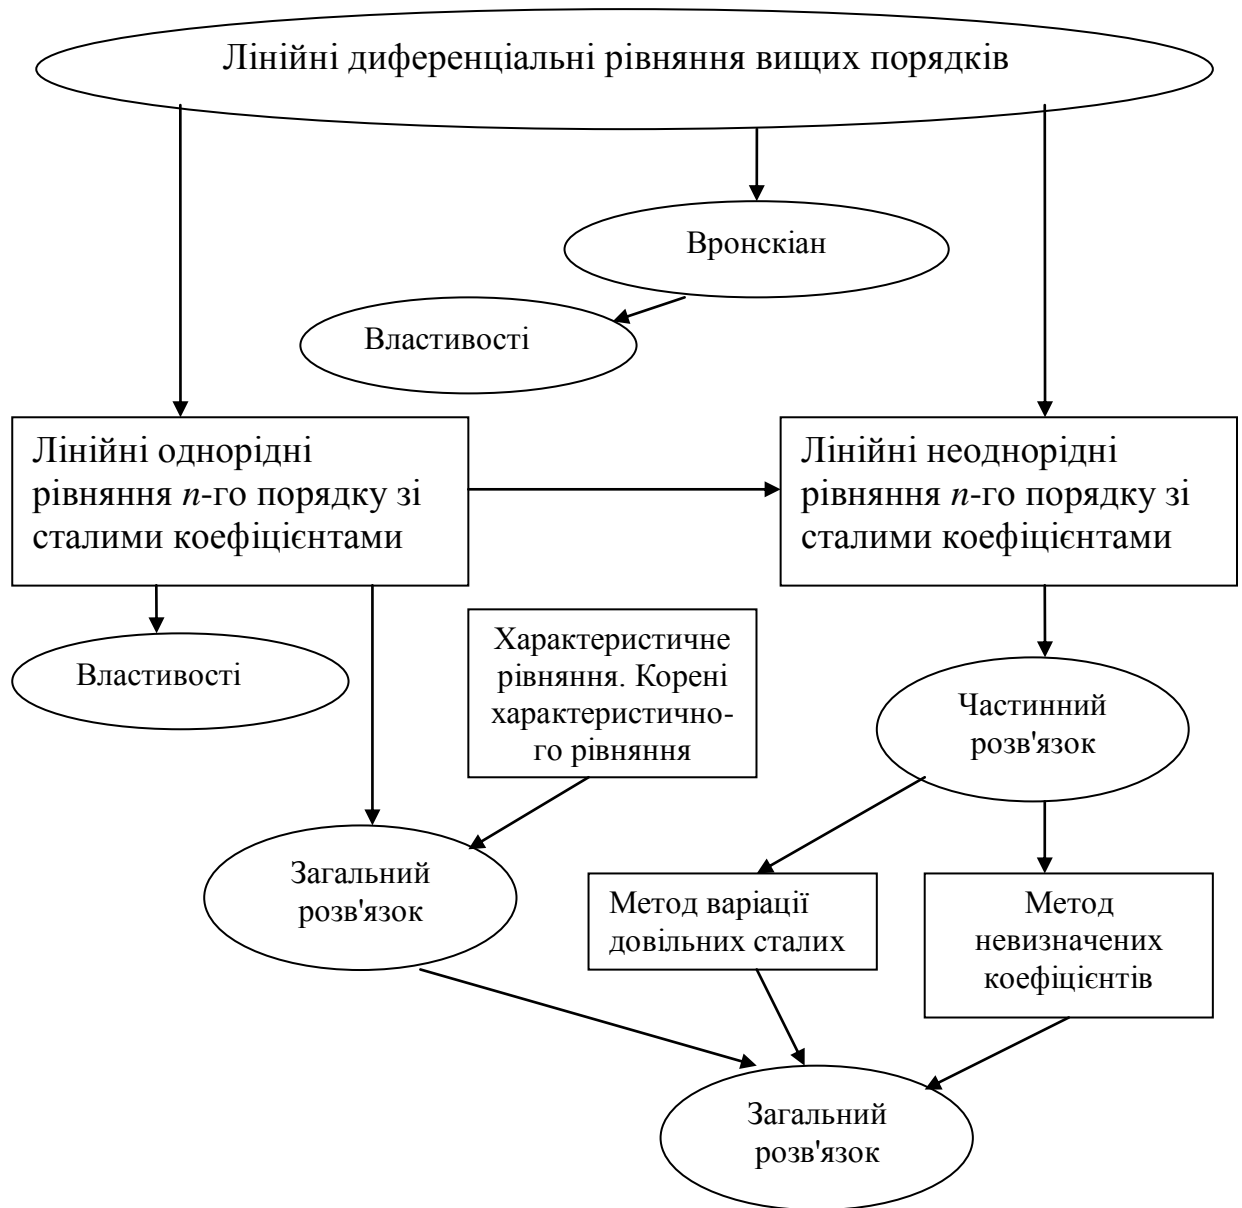 Лінійні диференціальні рівняння вищих порядків
Вронскіан
Властивості
Лінійні однорідні
рівняння n-го порядку зі
сталими коефіцієнтами
Лінійні неоднорідні
рівняння n-го порядку зі
сталими коефіцієнтами
Властивості
Характеристичне
рівняння. Корені
характеристично-
го рівняння
Частинний
розв'язок
Загальний
розв'язок
Метод варіації
довільних сталих
Метод
невизначених
коефіцієнтів
Загальний
розв'язок